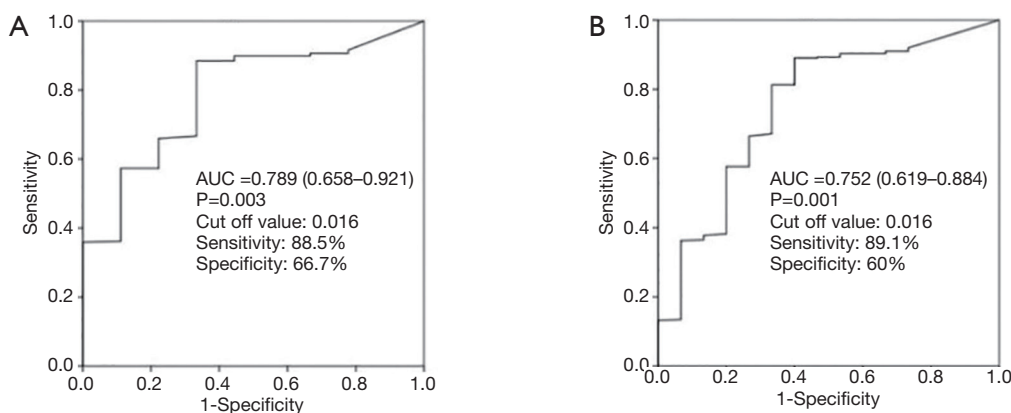 A
Sensitivity
1.0
0.8
0.6
0.4
0.2
0.0
AUC =0.789 (0.658–0.921)
P=0.003
Cut off value: 0.016
Sensitivity: 88.5%
Specificity: 66.7%
0.0 0.2 0.4 0.6 0.8 1.0
1-Specificity
B
Sensitivity
1.0
0.8
0.6
0.4
0.2
0.0
AUC =0.752 (0.619–0.884)
P=0.001
Cut off value: 0.016
Sensitivity: 89.1%
Specificity: 60%
0.0 0.2 0.4 0.6 0.8 1.0
1-Specificity